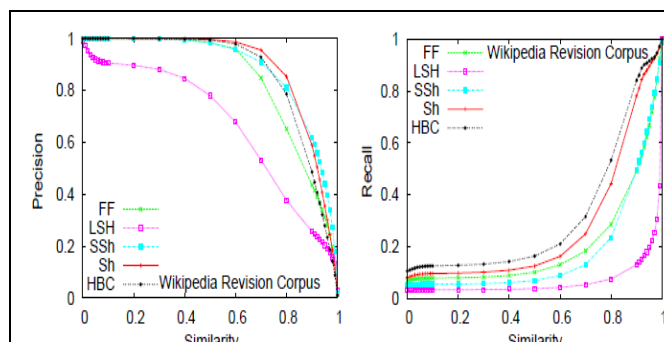 1
0.8
0.6
0.4
0.2
0
Precision
FF
LSH
SSh
Sh
HBC
Wikipedia Revision Corpus
0 0.2 0.4 0.6 0.8 1
Similarity
1
0.8
0.6
0.4
0.2
0
Recall
FF
LSH
SSh
Sh
HBC
Wikipedia Revision Corpus
0 0.2 0.4 0.6 0.8 1
Similarity